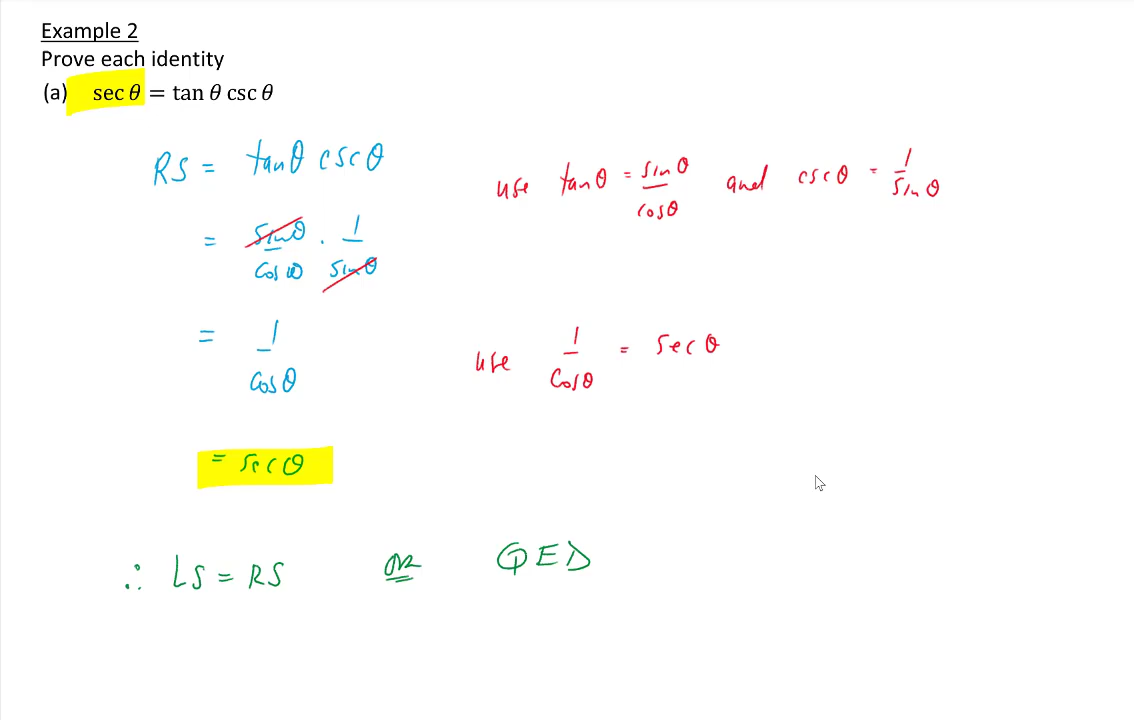 Example 2
Prove each identity
(a) sec θ = tan θ csc θ
RS = tanθ cscθ
use tanθ = sinθ/cosθ and cscθ = 1/sinθ
= sinθ/cosθ · 1/sinθ
= 1/cosθ
use 1/cosθ = secθ
= secθ
∴ LS = RS OR QED